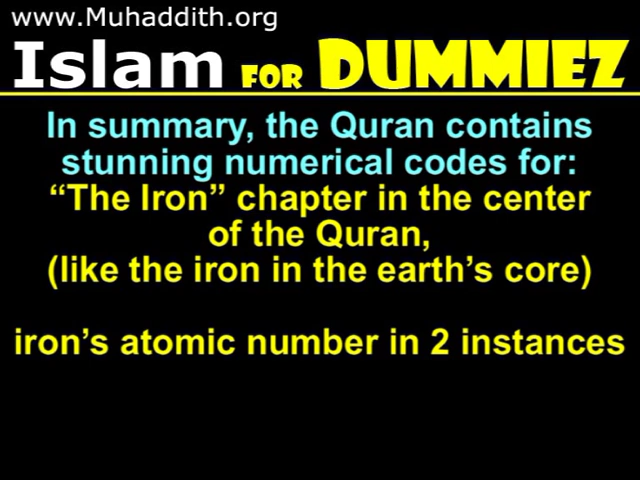 www.Muhaddith.org
Islam FOR DUMMIEZ
In summary, the Quran contains
stunning numerical codes for:
“The Iron” chapter in the center
of the Quran,
(like the iron in the earth’s core)
iron’s atomic number in 2 instances